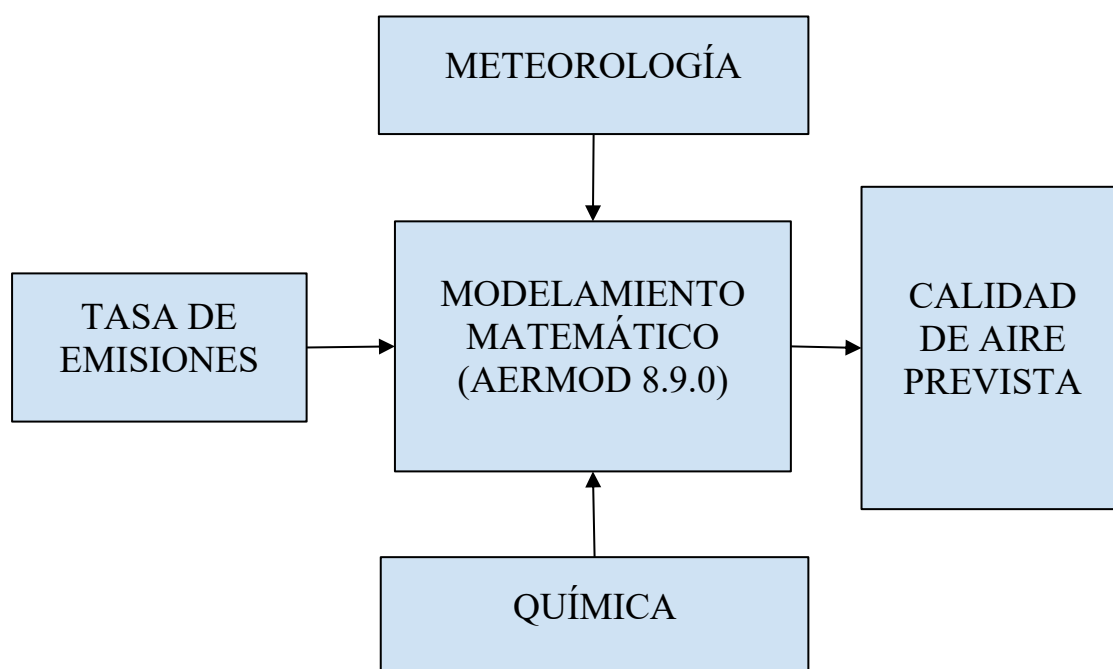 METEOROLOGÍA
TASA DE
EMISIONES
MODELAMIENTO
MATEMÁTICO
(AERMOD 8.9.0)
CALIDAD
DE AIRE
PREVISTA
QUÍMICA